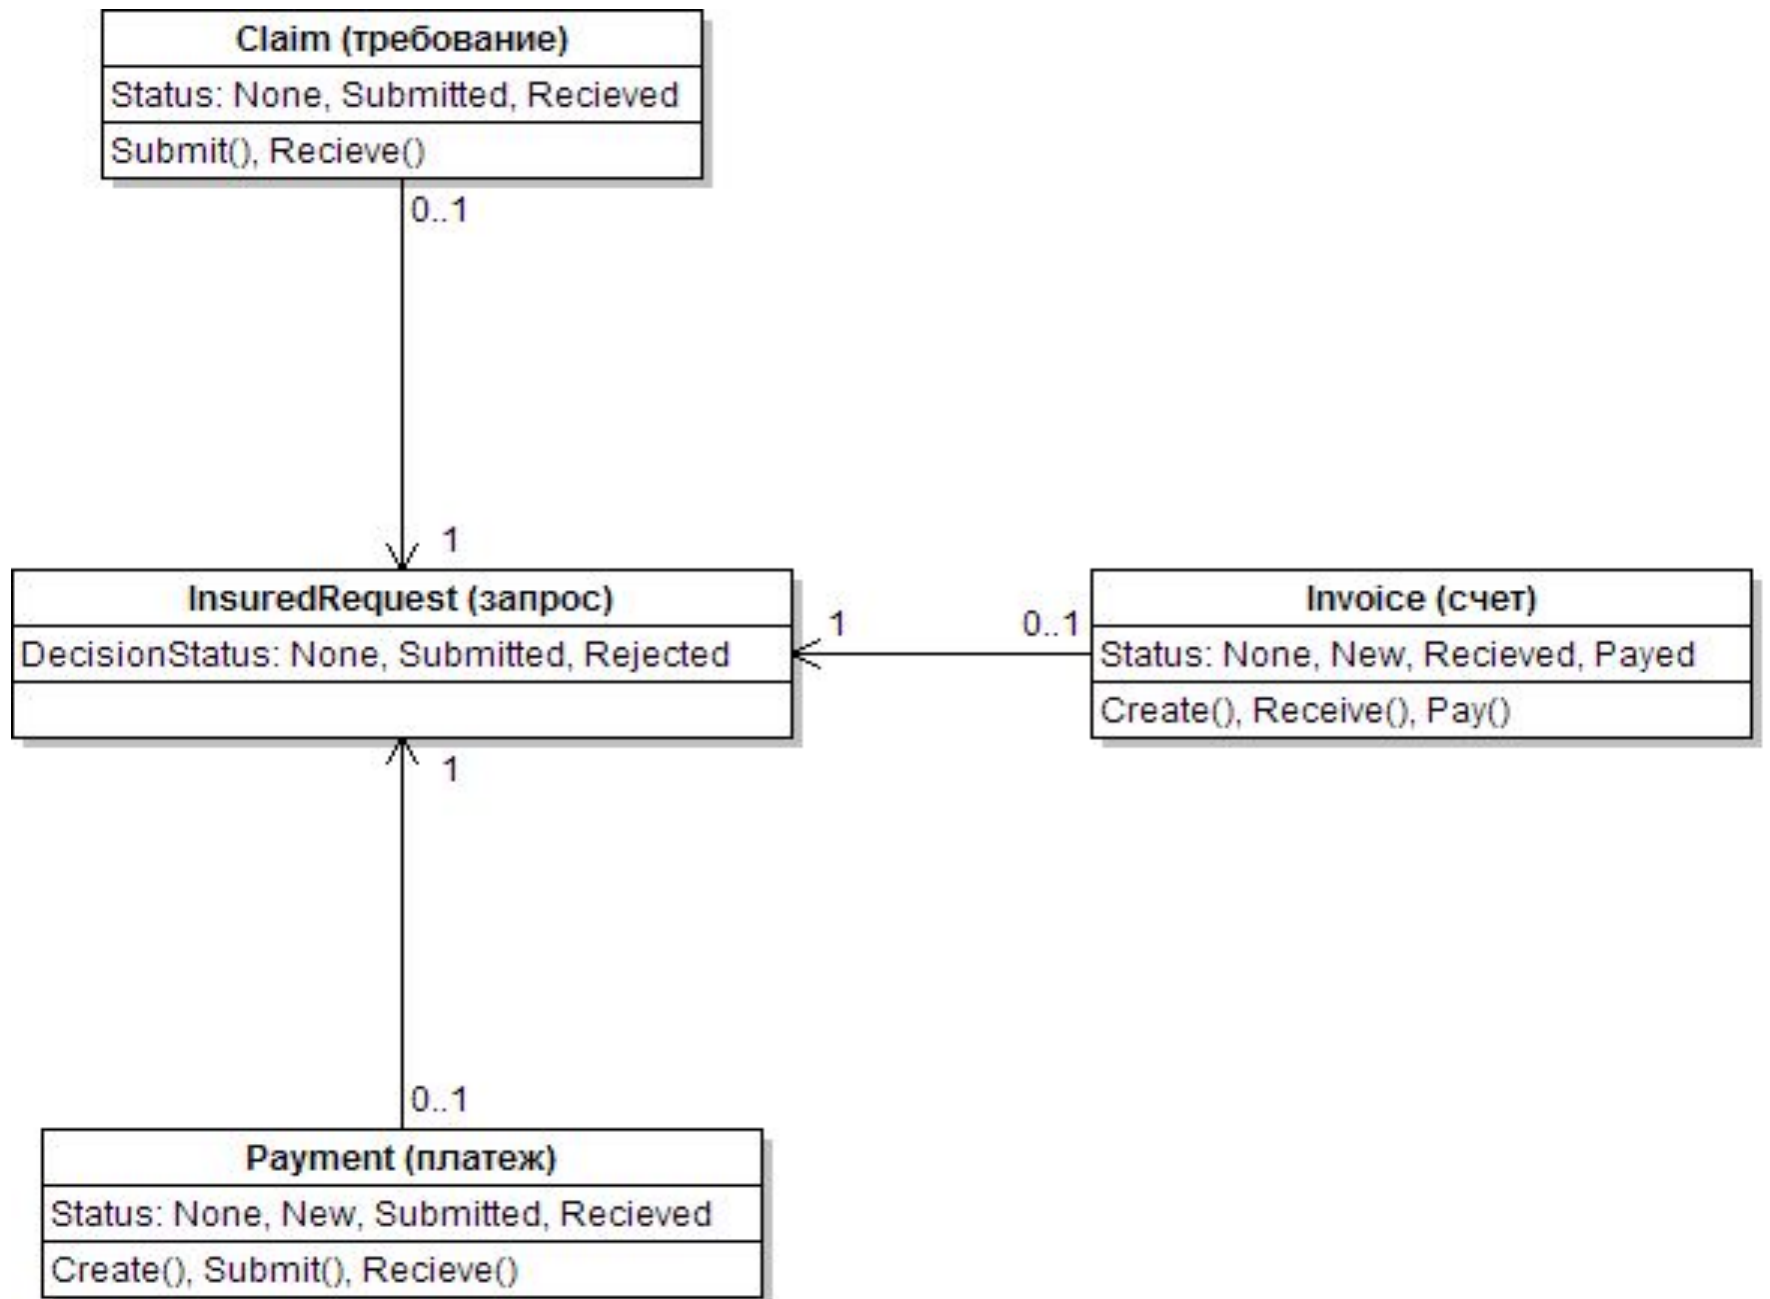 Claim (требование)
Status: None, Submitted, Recieved
Submit(), Recieve()
0..1
1
InsuredRequest (запрос)
DecisionStatus: None, Submitted, Rejected
1
0..1
Invoice (счет)
Status: None, New, Recieved, Payed
Create(), Receive(), Pay()
1
0..1
Payment (платеж)
Status: None, New, Submitted, Recieved
Create(), Submit(), Recieve()